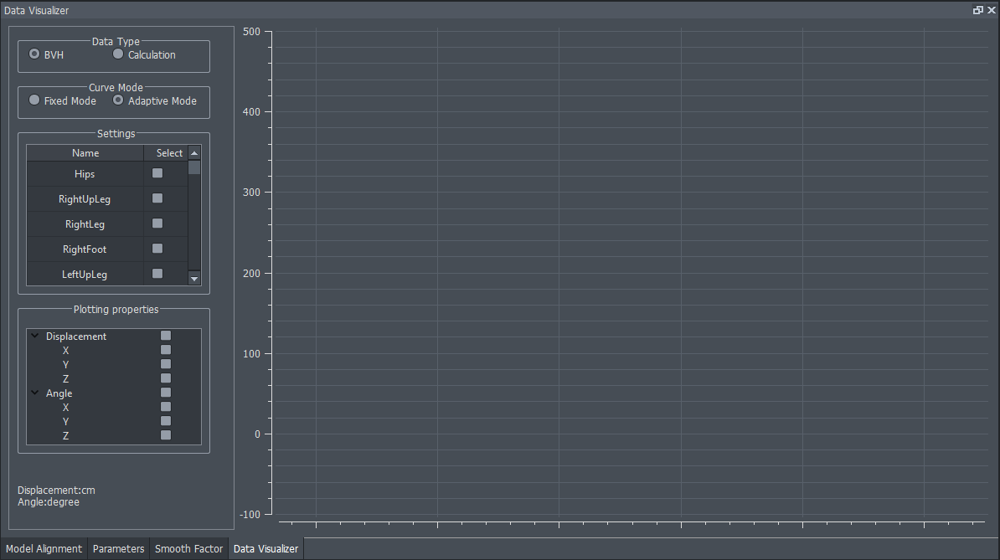 Data Visualizer
Data Type
BVH Calculation
Curve Mode
Fixed Mode Adaptive Mode
Settings
Name Select
Hips
RightUpLeg
RightLeg
RightFoot
LeftUpLeg
Plotting properties
Displacement
X
Y
Z
Angle
X
Y
Z
Displacement:cm
Angle:degree
500
400
300
200
100
0
-100
Model Alignment Parameters Smooth Factor Data Visualizer